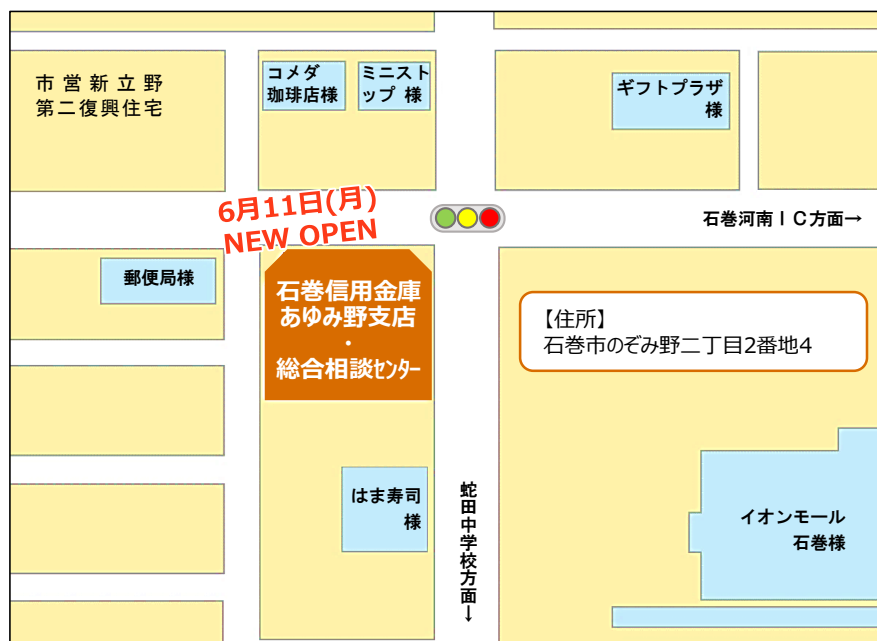 市営新立野
第二復興住宅
コメダ
珈琲店様
ミニスト
ップ 様
ギフトプラザ
様
6月11日(月)
NEW OPEN
石巻河南ＩＣ方面→
郵便局様
石巻信用金庫
あゆみ野支店
・
総合相談センター
【住所】
石巻市のぞみ野二丁目2番地4
はま寿司
様
蛇田中学校方面→
イオンモール
石巻様